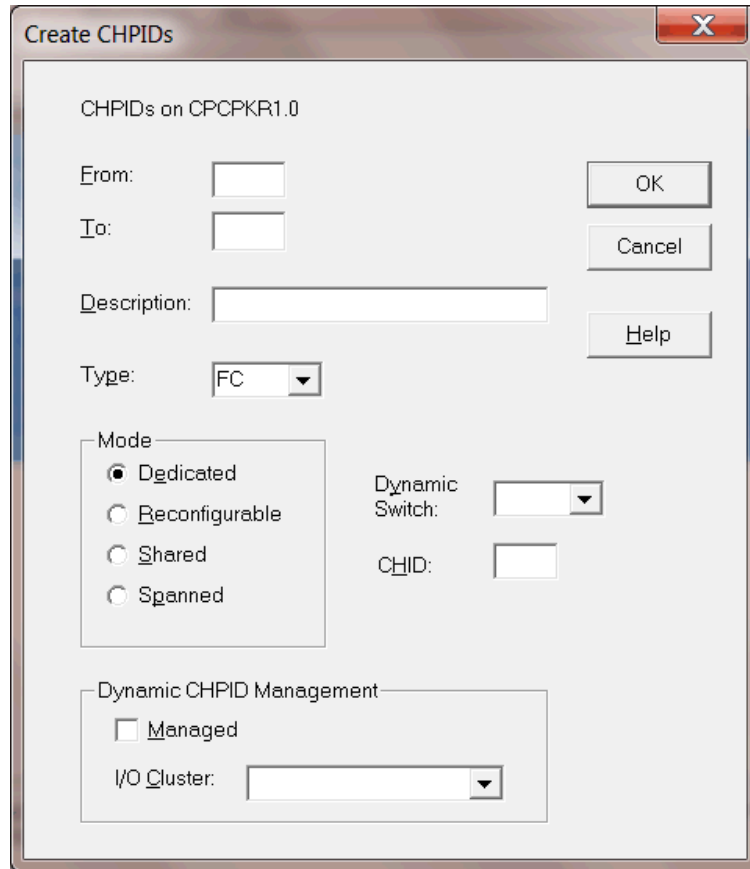 Create CHPIDs
X
CHPIDs on CPCPKR1.0
From:
OK
To:
Cancel
Description:
Help
Type:
FC
Mode
Dedicated
Reconfigurable
Shared
Spanned
Dynamic
Switch:
CHID:
Dynamic CHPID Management
Managed
I/O Cluster: